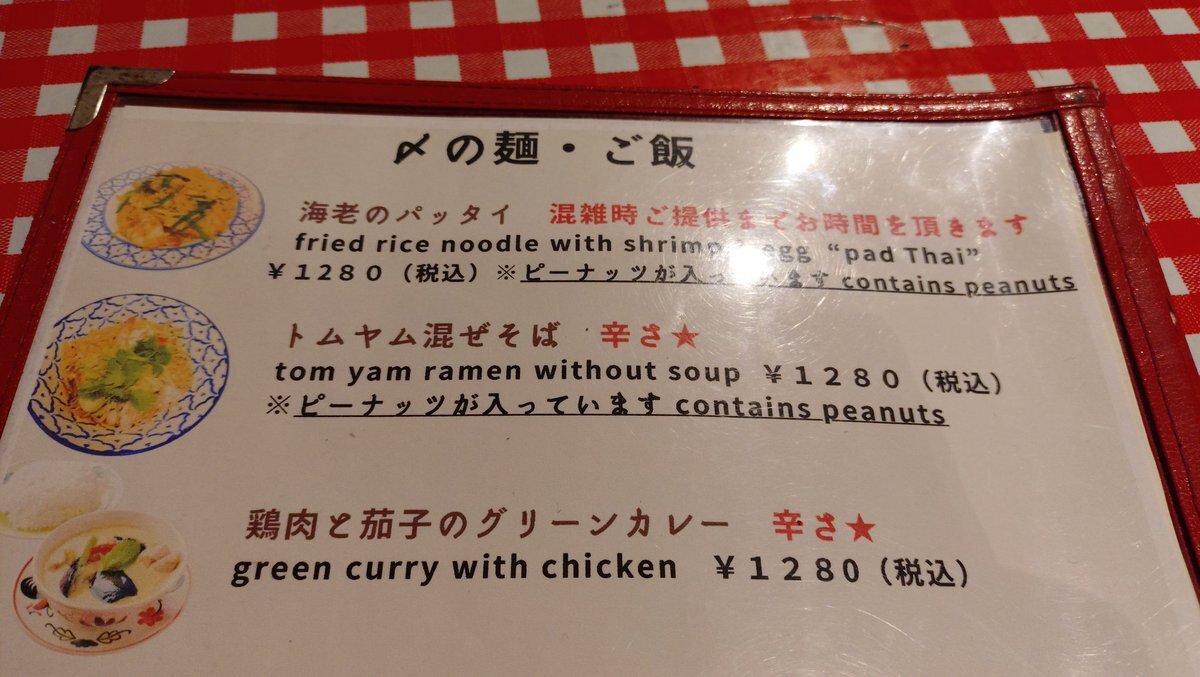 〆の麺・ご飯
海老のパッタイ 混雑時ご提供までお時間を頂きます
fried rice noodle with shrimp egg “pad Thai”
￥１２８０（税込）※ピーナッツが入っています contains peanuts
トムヤム混ぜそば 辛さ★
tom yam ramen without soup ￥１２８０（税込）
※ピーナッツが入っています contains peanuts
鶏肉と茄子のグリーンカレー 辛さ★
green curry with chicken ￥１２８０（税込）